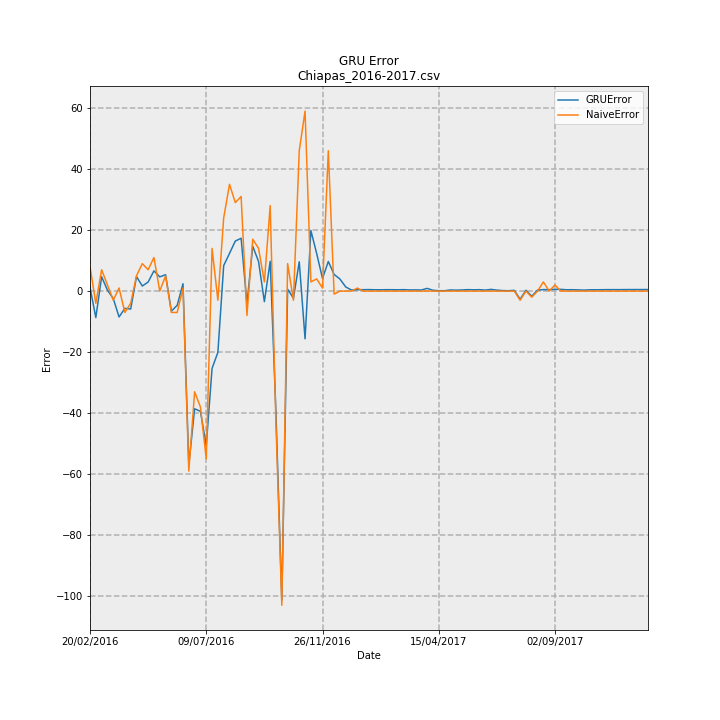 GRU Error
Chiapas_2016-2017.csv
GRUError
NaiveError
60
40
20
0
−20
−40
−60
−80
−100
Error
20/02/2016
09/07/2016
26/11/2016
15/04/2017
02/09/2017
Date